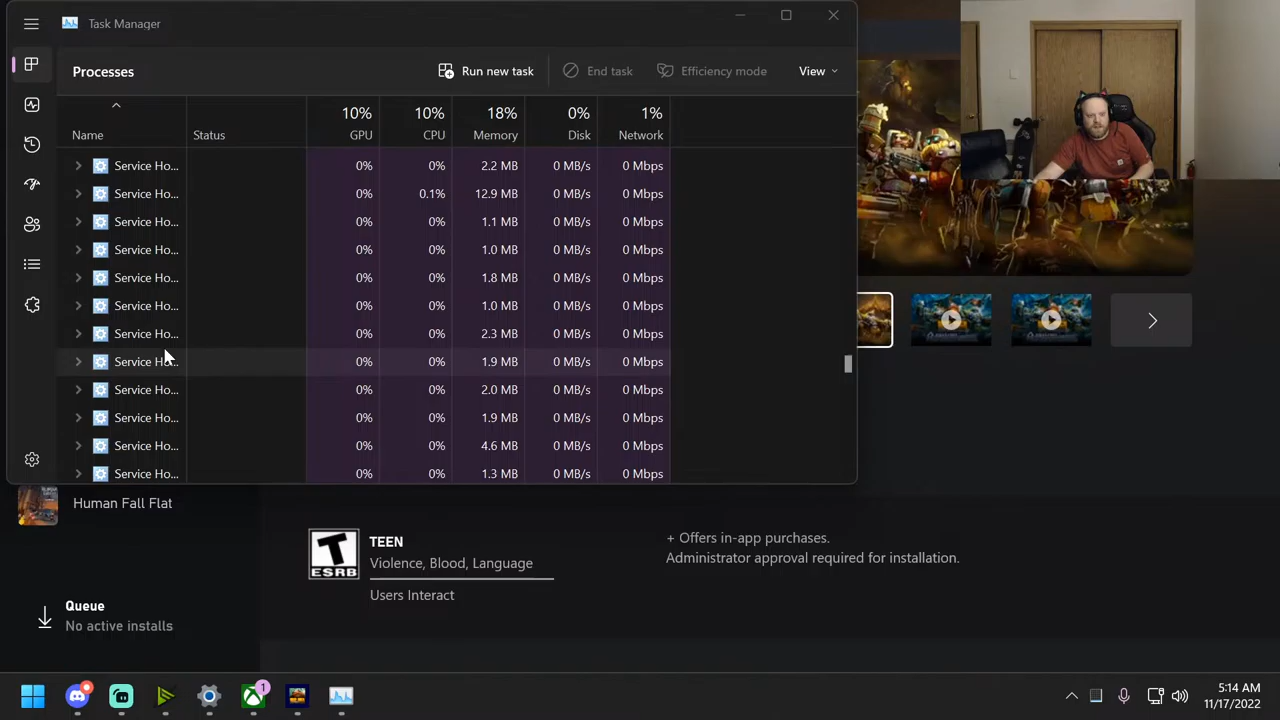 Task Manager
Processes
Run new task
End task
Efficiency mode
View
10% 10% 18% 0% 1%
Name Status GPU CPU Memory Disk Network
Service Ho... 0% 0% 2.2 MB 0 MB/s 0 Mbps
Service Ho... 0% 0.1% 12.9 MB 0 MB/s 0 Mbps
Service Ho... 0% 0% 1.1 MB 0 MB/s 0 Mbps
Service Ho... 0% 0% 1.0 MB 0 MB/s 0 Mbps
Service Ho... 0% 0% 1.8 MB 0 MB/s 0 Mbps
Service Ho... 0% 0% 1.0 MB 0 MB/s 0 Mbps
Service Ho... 0% 0% 2.3 MB 0 MB/s 0 Mbps
Service Ho... 0% 0% 1.9 MB 0 MB/s 0 Mbps
Service Ho... 0% 0% 2.0 MB 0 MB/s 0 Mbps
Service Ho... 0% 0% 1.9 MB 0 MB/s 0 Mbps
Service Ho... 0% 0% 4.6 MB 0 MB/s 0 Mbps
Service Ho... 0% 0% 1.3 MB 0 MB/s 0 Mbps
Human Fall Flat
T
ESRB
TEEN
Violence, Blood, Language
Users Interact
+ Offers in-app purchases.
Administrator approval required for installation.
Queue
No active installs
1
5:14 AM
11/17/2022